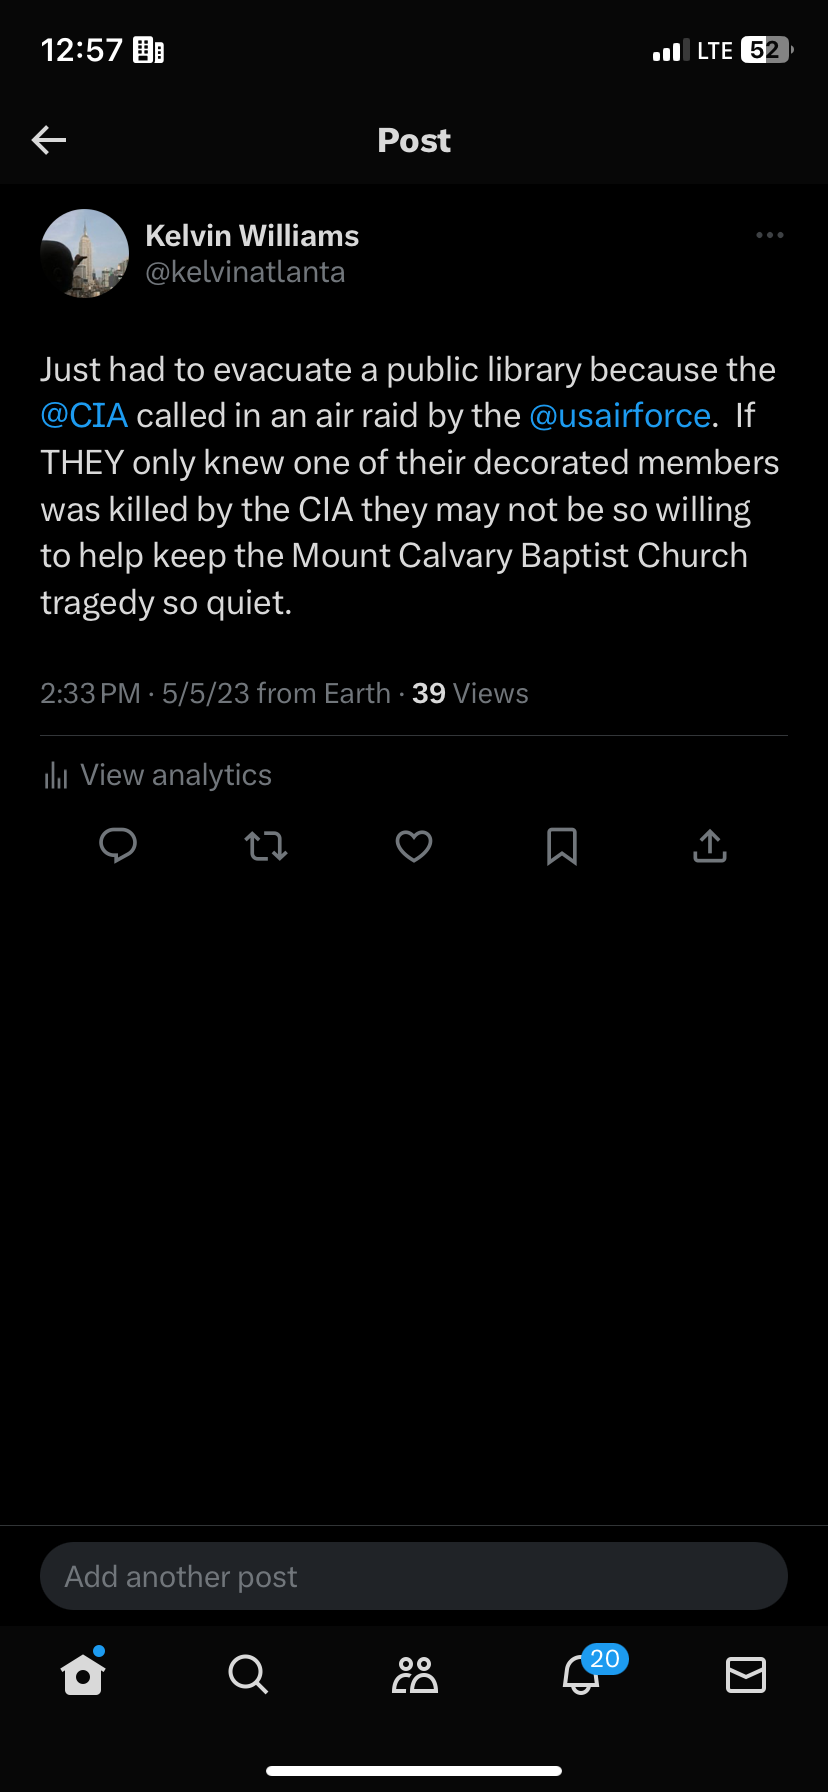 12:57
LTE 52
Post
Kelvin Williams
@kelvinatlanta
Just had to evacuate a public library because the
@CIA called in an air raid by the @usairforce.  If
THEY only knew one of their decorated members
was killed by the CIA they may not be so willing
to help keep the Mount Calvary Baptist Church
tragedy so quiet.
2:33 PM · 5/5/23 from Earth · 39 Views
View analytics
Add another post
20